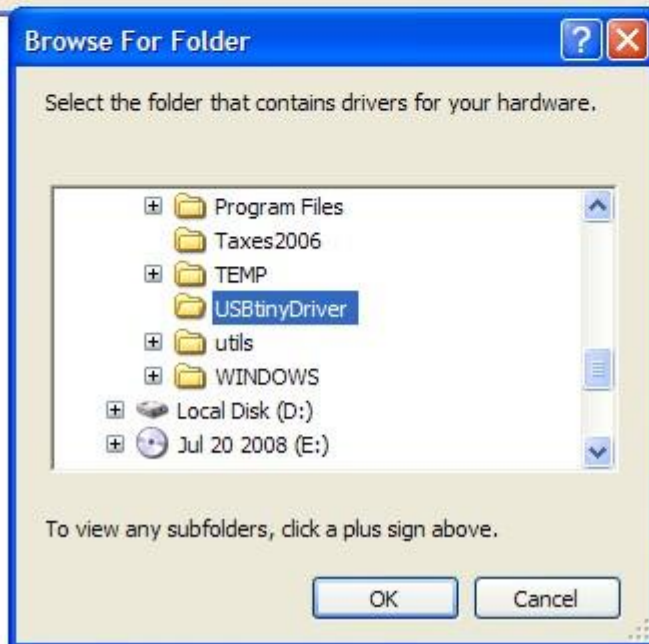 Browse For Folder
Select the folder that contains drivers for your hardware.
Program Files
Taxes2006
TEMP
USBtinyDriver
utils
WINDOWS
Local Disk (D:)
Jul 20 2008 (E:)
To view any subfolders, click a plus sign above.
OK Cancel